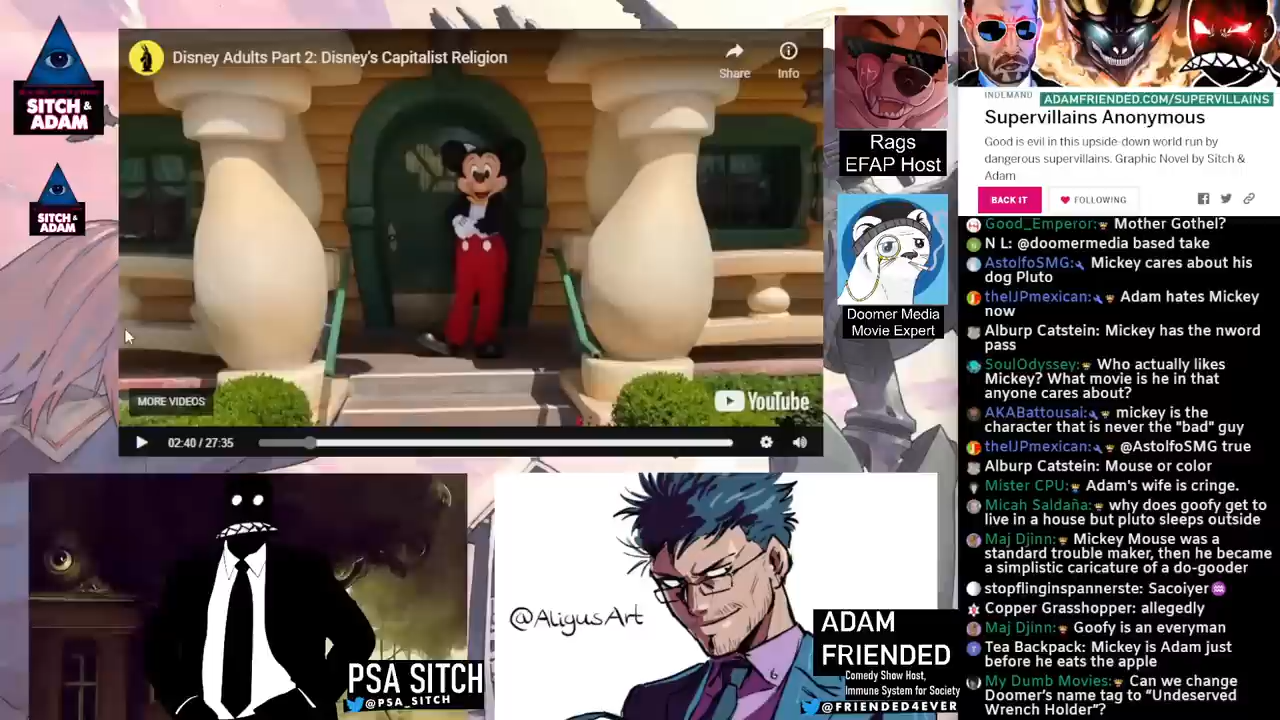 SITCH &
ADAM
SITCH &
ADAM
Disney Adults Part 2: Disney's Capitalist Religion
Share
Info
MORE VIDEOS
YouTube
02:40 / 27:35
Rags
EFAP Host
Doomer Media
Movie Expert
INDEMAND
ADAMFRIENDED.COM/SUPERVILLAINS
Supervillains Anonymous
Good is evil in this upside-down world run by
dangerous supervillains. Graphic Novel by Sitch &
Adam
BACK IT
FOLLOWING
Good_Emperor: Mother Gothel?
N L: @doomermedia based take
AstolfoSMG: Mickey cares about his
dog Pluto
theIJPmexican: Adam hates Mickey
now
Alburp Catstein: Mickey has the nword
pass
SoulOdyssey: Who actually likes
Mickey? What movie is he in that
anyone cares about?
AKABattousai: mickey is the
character that is never the "bad" guy
theIJPmexican: @AstolfoSMG true
Alburp Catstein: Mouse or color
Mister CPU: Adam's wife is cringe.
Micah Saldaña: why does goofy get to
live in a house but pluto sleeps outside
Maj Djinn: Mickey Mouse was a
standard trouble maker, then he became
a simplistic caricature of a do-gooder
stopflinginspannerste: Sacoiyer
Copper Grasshopper: allegedly
Maj Djinn: Goofy is an everyman
Tea Backpack: Mickey is Adam just
before he eats the apple
My Dumb Movies: Can we change
Doomer's name tag to "Undeserved
Wrench Holder"?
PSA SITCH
@PSA_SITCH
@AligusArt
ADAM
FRIENDED
Comedy Show Host,
Immune System for Society
@FRIENDED4EVER